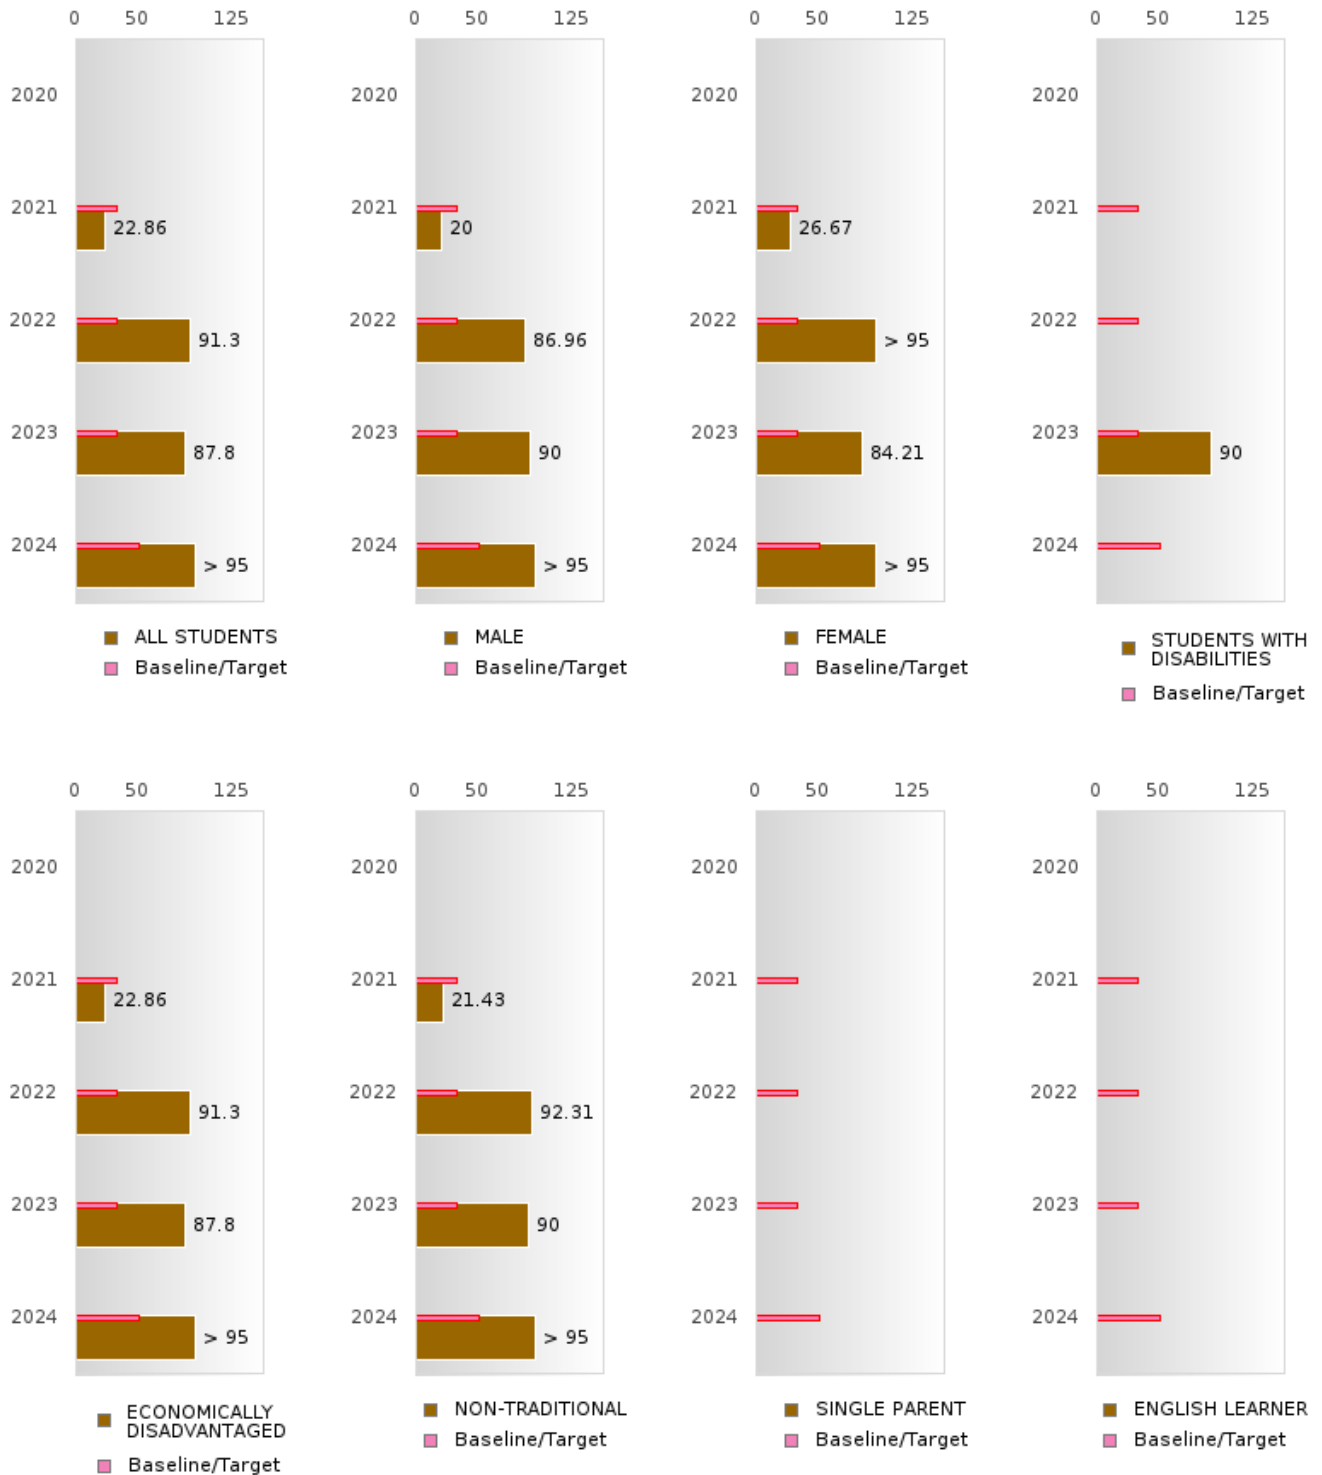 0 50 125 0 50 125 0 50 125 0 50 125
2020 2020 2020 2020
2021 2021 2021 2021
22.86 20 26.67
2022 2022 2022 2022
91.3 86.96 > 95
2023 2023 2023 2023
87.8 90 84.21 90
2024 2024 2024 2024
> 95 > 95 > 95
ALL STUDENTS MALE FEMALE STUDENTS WITH
DISABILITIES
Baseline/Target Baseline/Target Baseline/Target Baseline/Target
0 50 125 0 50 125 0 50 125 0 50 125
2020 2020 2020 2020
2021 2021 2021 2021
22.86 21.43
2022 2022 2022 2022
91.3 92.31
2023 2023 2023 2023
87.8 90
2024 2024 2024 2024
> 95 > 95
ECONOMICALLY NON-TRADITIONAL SINGLE PARENT ENGLISH LEARNER
DISADVANTAGED
Baseline/Target Baseline/Target Baseline/Target Baseline/Target